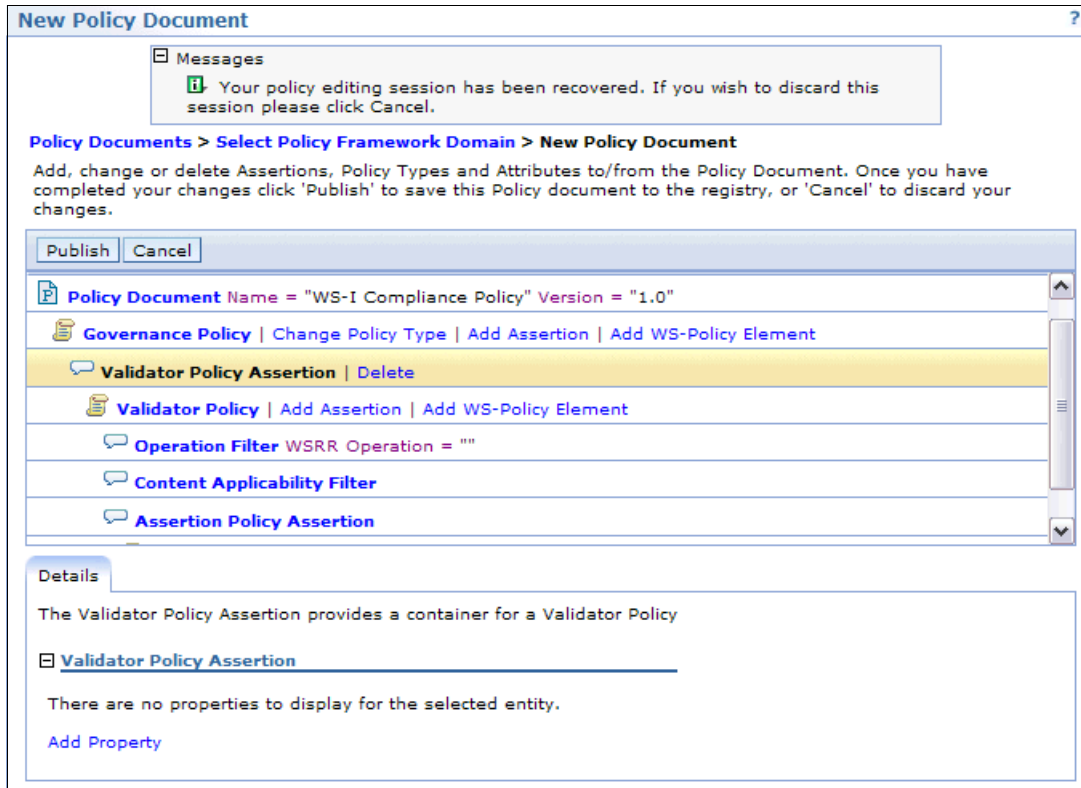 New Policy Document
?
Messages
Your policy editing session has been recovered. If you wish to discard this
session please click Cancel.
Policy Documents > Select Policy Framework Domain > New Policy Document
Add, change or delete Assertions, Policy Types and Attributes to/from the Policy Document. Once you have
completed your changes click 'Publish' to save this Policy document to the registry, or 'Cancel' to discard your
changes.
Publish Cancel
Policy Document Name = "WS-I Compliance Policy" Version = "1.0"
Governance Policy | Change Policy Type | Add Assertion | Add WS-Policy Element
Validator Policy Assertion | Delete
Validator Policy | Add Assertion | Add WS-Policy Element
Operation Filter WSRR Operation = ""
Content Applicability Filter
Assertion Policy Assertion
Details
The Validator Policy Assertion provides a container for a Validator Policy
Validator Policy Assertion
There are no properties to display for the selected entity.
Add Property